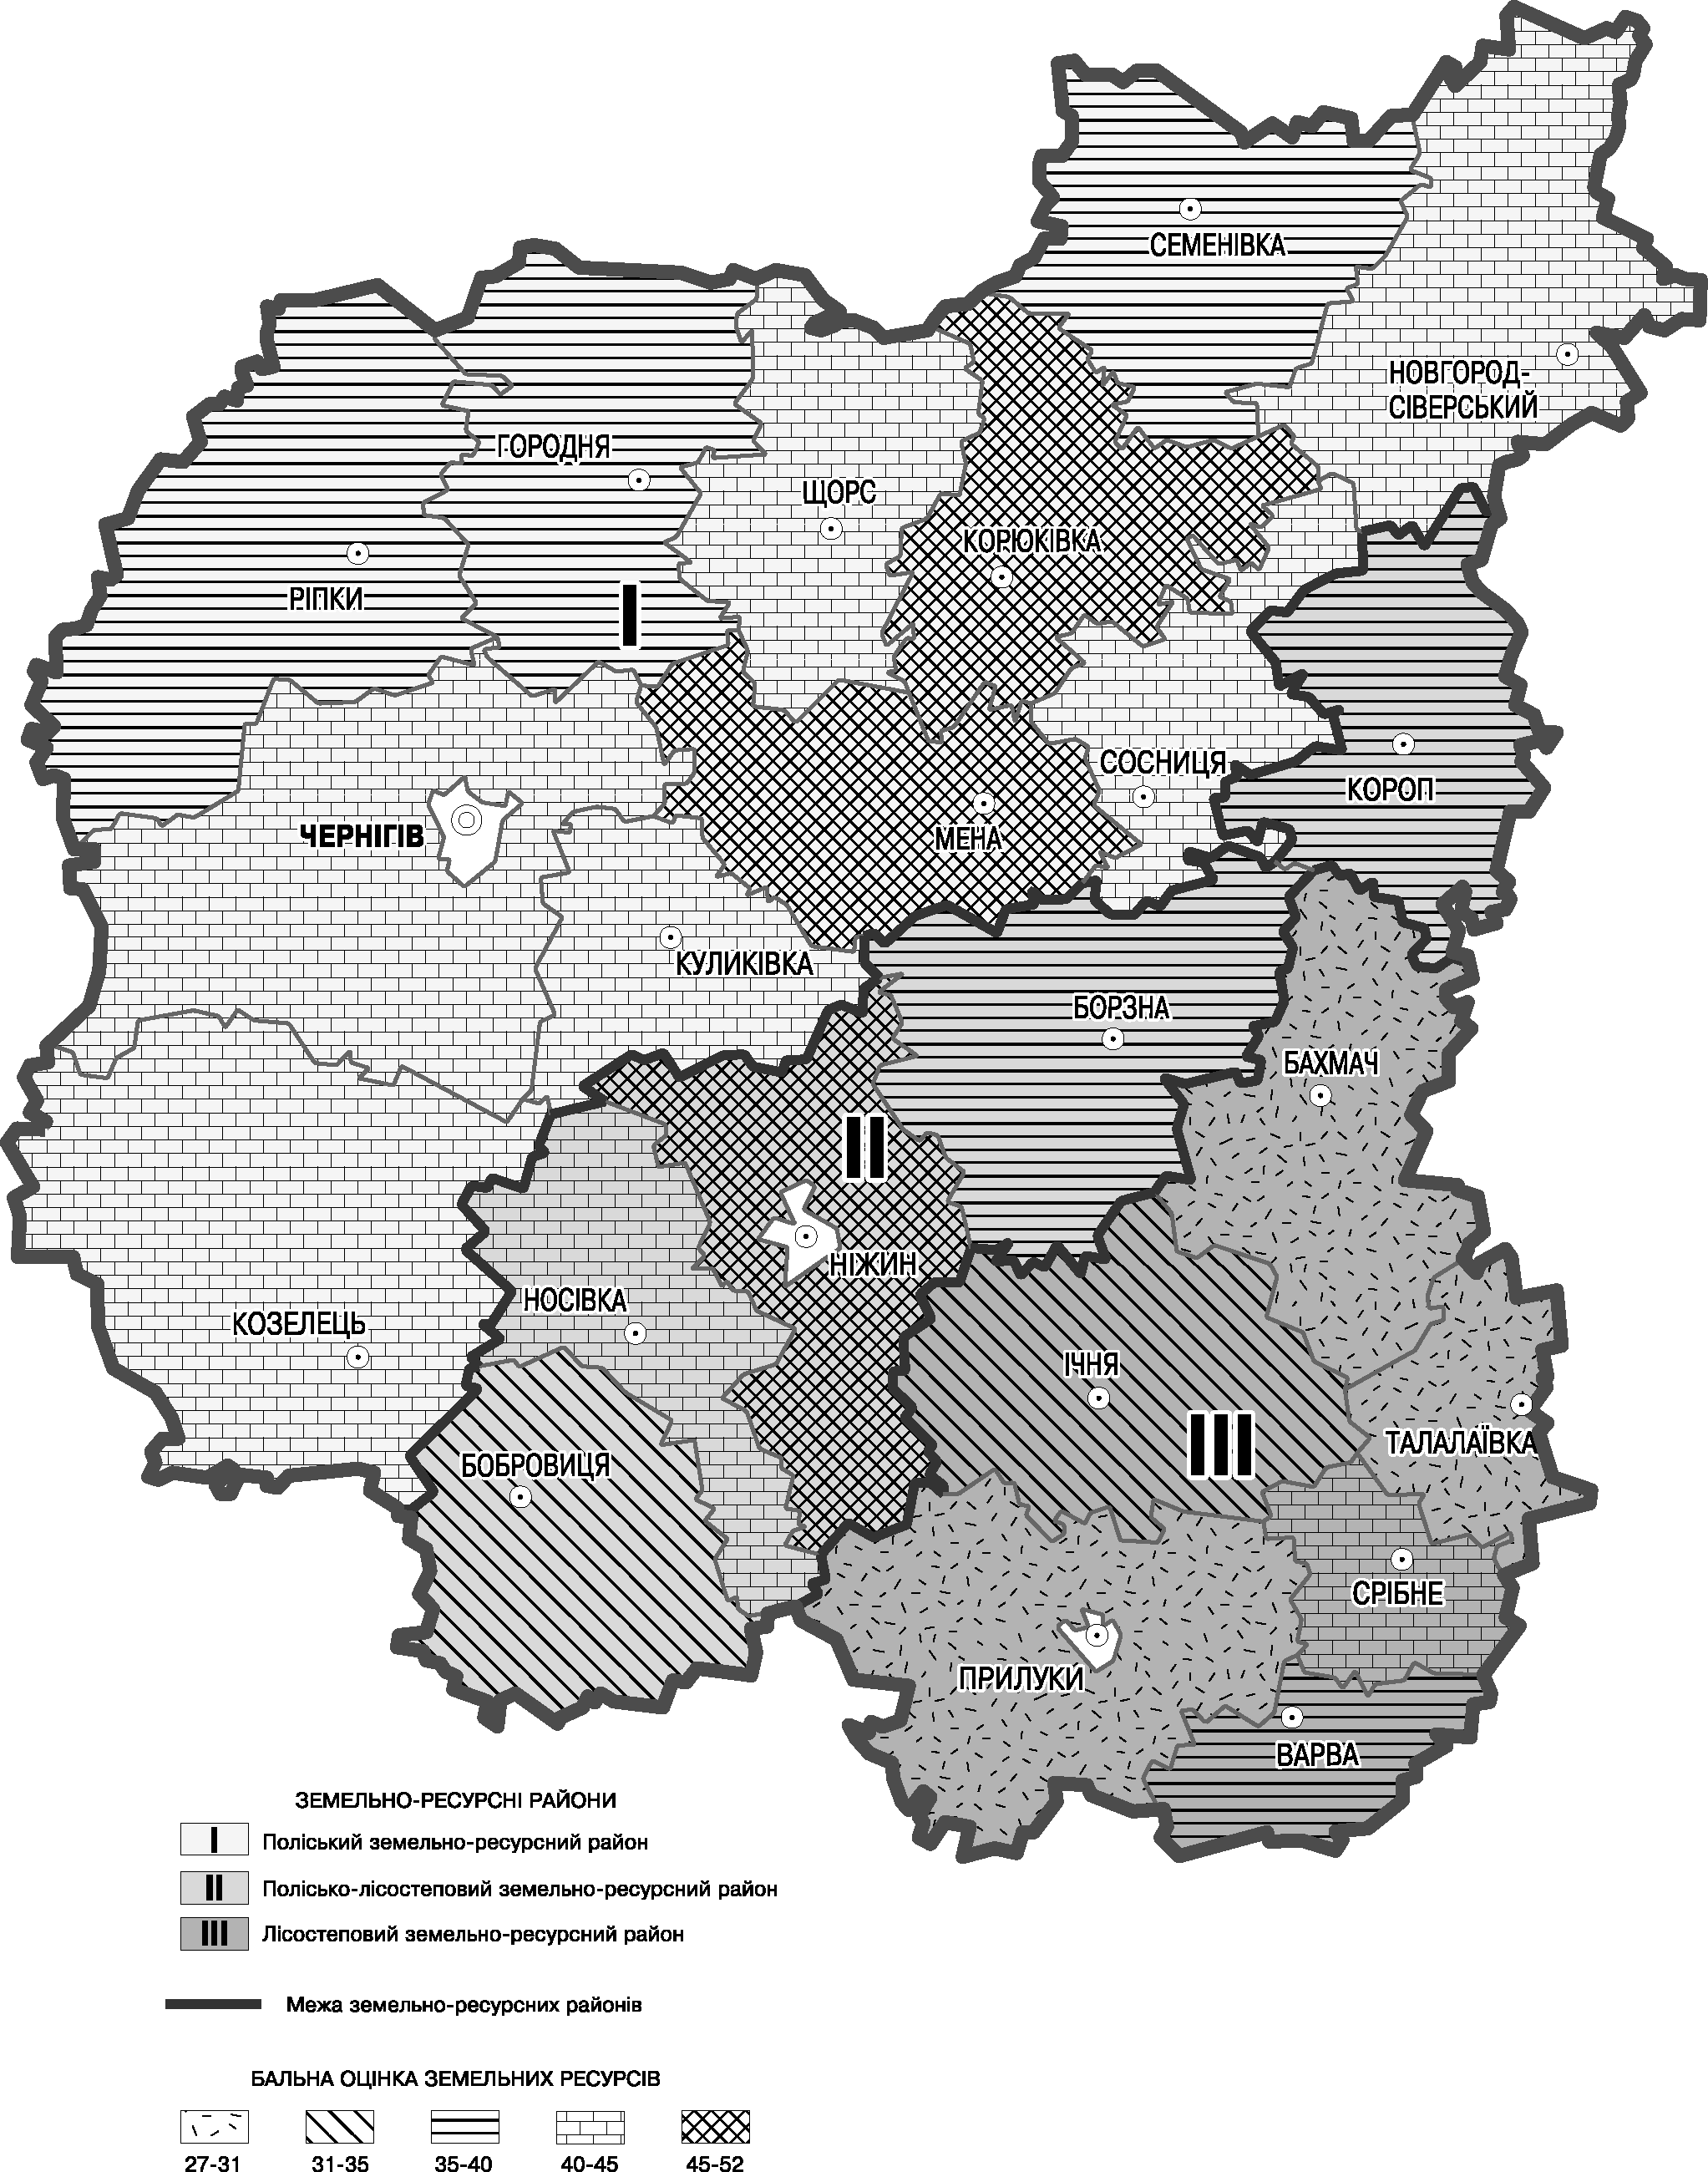 СЕМЕНІВКА
НОВГОРОД-
СІВЕРСЬКИЙ
ГОРОДНЯ
ЩОРС
КОРЮКІВКА
РІПКИ
I
СОСНИЦЯ
КОРОП
ЧЕРНІГІВ
МЕНА
КУЛИКІВКА
БОРЗНА
БАХМАЧ
II
НІЖИН
НОСІВКА
КОЗЕЛЕЦЬ
ІЧНЯ
III
ТАЛАЛАЇВКА
БОБРОВИЦЯ
СРІБНЕ
ПРИЛУКИ
ВАРВА
ЗЕМЕЛЬНО-РЕСУРСНІ РАЙОНИ
I Поліський земельно-ресурсний район
II Полісько-лісостеповий земельно-ресурсний район
III Лісостеповий земельно-ресурсний район
Межа земельно-ресурсних районів
БАЛЬНА ОЦІНКА ЗЕМЕЛЬНИХ РЕСУРСІВ
27-31 31-35 35-40 40-45 45-52